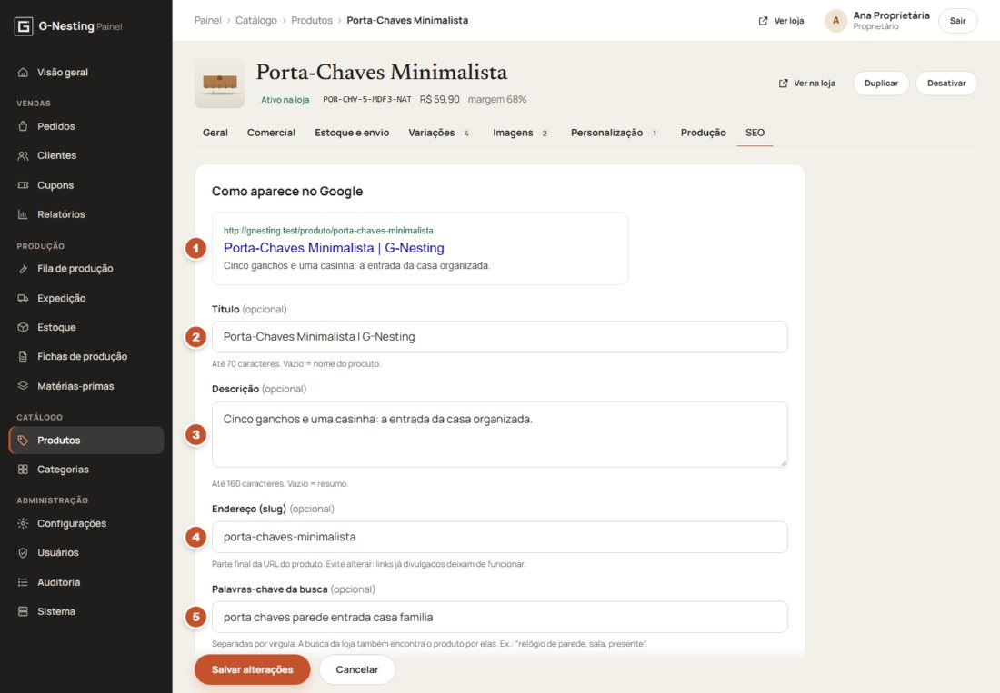 G-Nesting Painel
Visão geral
VENDAS
Pedidos
Clientes
Cupons
Relatórios
PRODUÇÃO
Fila de produção
Expedição
Estoque
Fichas de produção
Matérias-primas
CATÁLOGO
Produtos
Categorias
ADMINISTRAÇÃO
Configurações
Usuários
Auditoria
Sistema
Painel › Catálogo › Produtos › Porta-Chaves Minimalista
Ver loja
A
Ana Proprietária
Proprietário
Sair
Porta-Chaves Minimalista
Ativo na loja POR-CHV-5-MDF3-NAT R$ 59,90 margem 68%
Ver na loja
Duplicar
Desativar
Geral Comercial Estoque e envio Variações 4 Imagens 2 Personalização 1 Produção SEO
Como aparece no Google
1
http://gnesting.test/produto/porta-chaves-minimalista
Porta-Chaves Minimalista | G-Nesting
Cinco ganchos e uma casinha: a entrada da casa organizada.
Título (opcional)
2
Porta-Chaves Minimalista | G-Nesting
Até 70 caracteres. Vazio = nome do produto.
Descrição (opcional)
3
Cinco ganchos e uma casinha: a entrada da casa organizada.
Até 160 caracteres. Vazio = resumo.
Endereço (slug) (opcional)
4
porta-chaves-minimalista
Parte final da URL do produto. Evite alterar: links já divulgados deixam de funcionar.
Palavras-chave da busca (opcional)
5
porta chaves parede entrada casa familia
Separadas por vírgula. A busca da loja também encontra o produto por elas. Ex.: "relógio de parede, sala, presente".
Salvar alterações
Cancelar